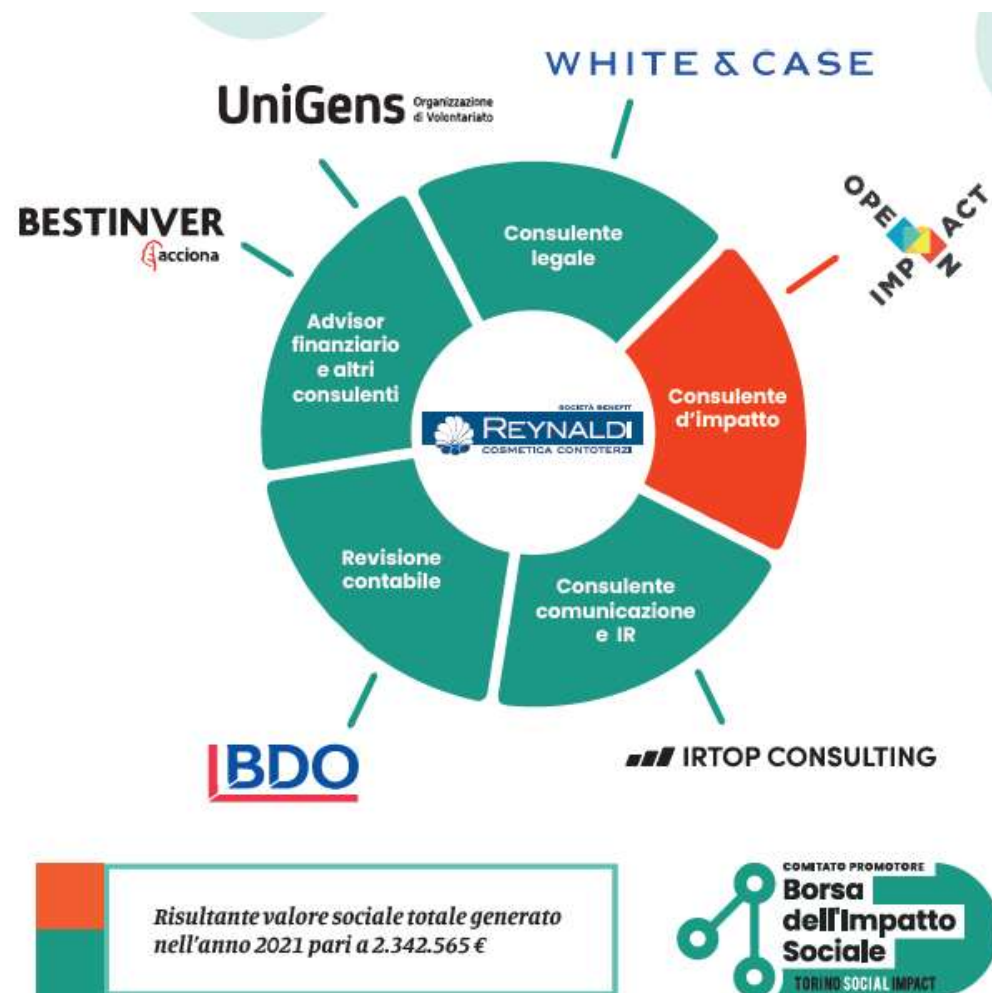 WHITE & CASE
UniGens Organizzazione
di Volontariato
OPEN
IMPACT
BESTINVER
acciona
Consulente
legale
Advisor
finanziario
e altri
consulenti
Consulente
d'impatto
SOCIETÀ BENEFIT
REYNALDI
COSMETICA CONTOTERZI
Revisione
contabile
Consulente
comunicazione
e IR
BDO
IRTOP CONSULTING
Risultante valore sociale totale generato
nell'anno 2021 pari a 2.342.565 €
COMITATO PROMOTORE
Borsa
dell'Impatto
Sociale
TORINO SOCIAL IMPACT